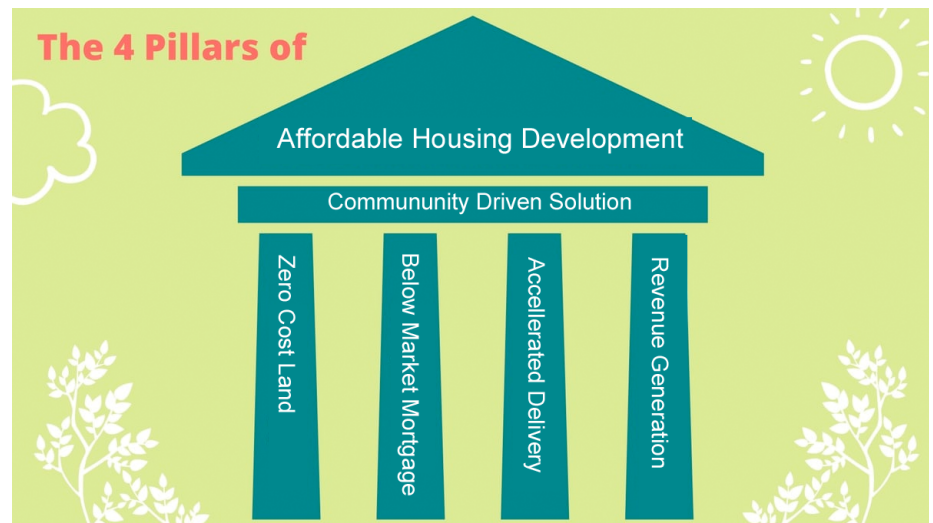 The 4 Pillars of
Affordable Housing Development
Commununity Driven Solution
Zero Cost Land
Below Market Mortgage
Accellerated Delivery
Revenue Generation